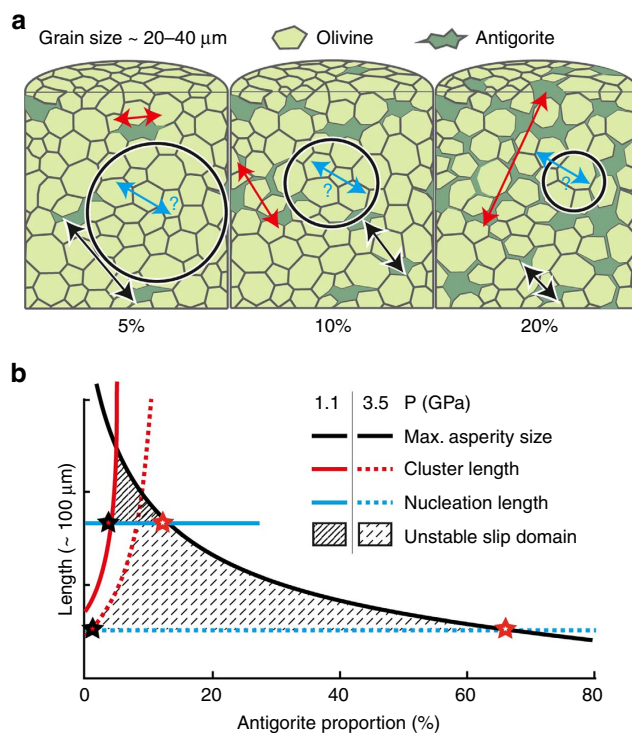 a
Grain size ~ 20–40 μm Olivine Antigorite
? ? ?
5% 10% 20%
b
1.1 3.5 P (GPa)
Max. asperity size
Cluster length
Nucleation length
Unstable slip domain
Length (~ 100 μm)
0 20 40 60 80
Antigorite proportion (%)